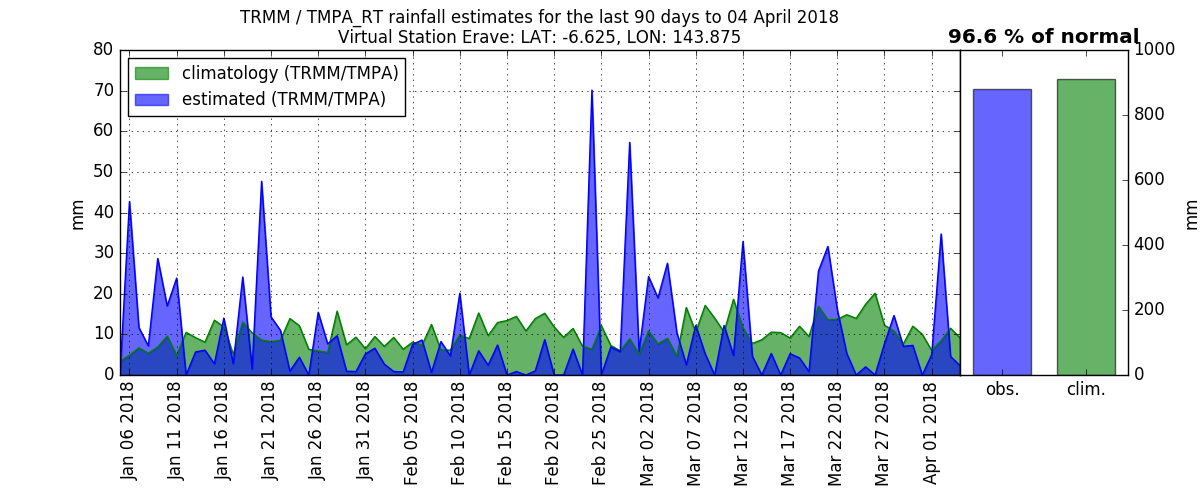 TRMM / TMPA_RT rainfall estimates for the last 90 days to 04 April 2018
Virtual Station Erave: LAT: -6.625, LON: 143.875
96.6 % of normal
climatology (TRMM/TMPA)
estimated (TRMM/TMPA)
mm
80
70
60
50
40
30
20
10
0
Jan 06 2018
Jan 11 2018
Jan 16 2018
Jan 21 2018
Jan 26 2018
Jan 31 2018
Feb 05 2018
Feb 10 2018
Feb 15 2018
Feb 20 2018
Feb 25 2018
Mar 02 2018
Mar 07 2018
Mar 12 2018
Mar 17 2018
Mar 22 2018
Mar 27 2018
Apr 01 2018
obs.
clim.
1000
800
600
400
200
0
mm